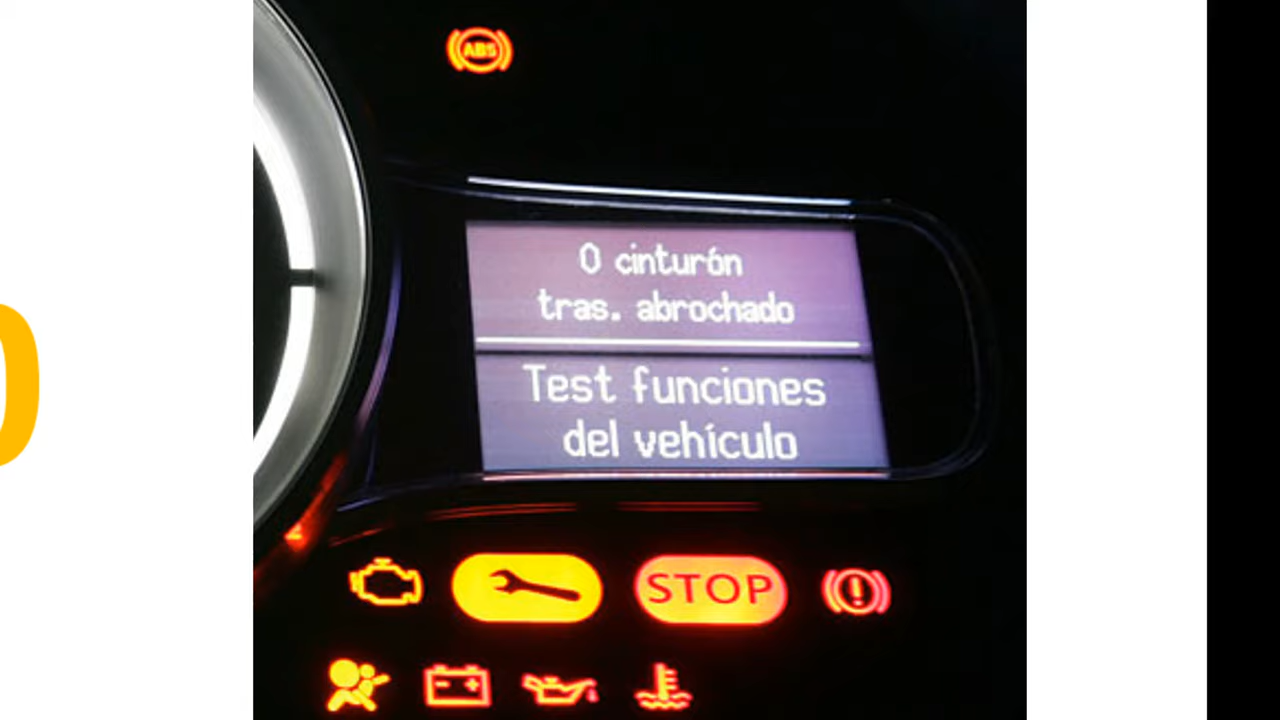 ABS
0 cinturón
tras. abrochado
Test funciones
del vehículo
STOP